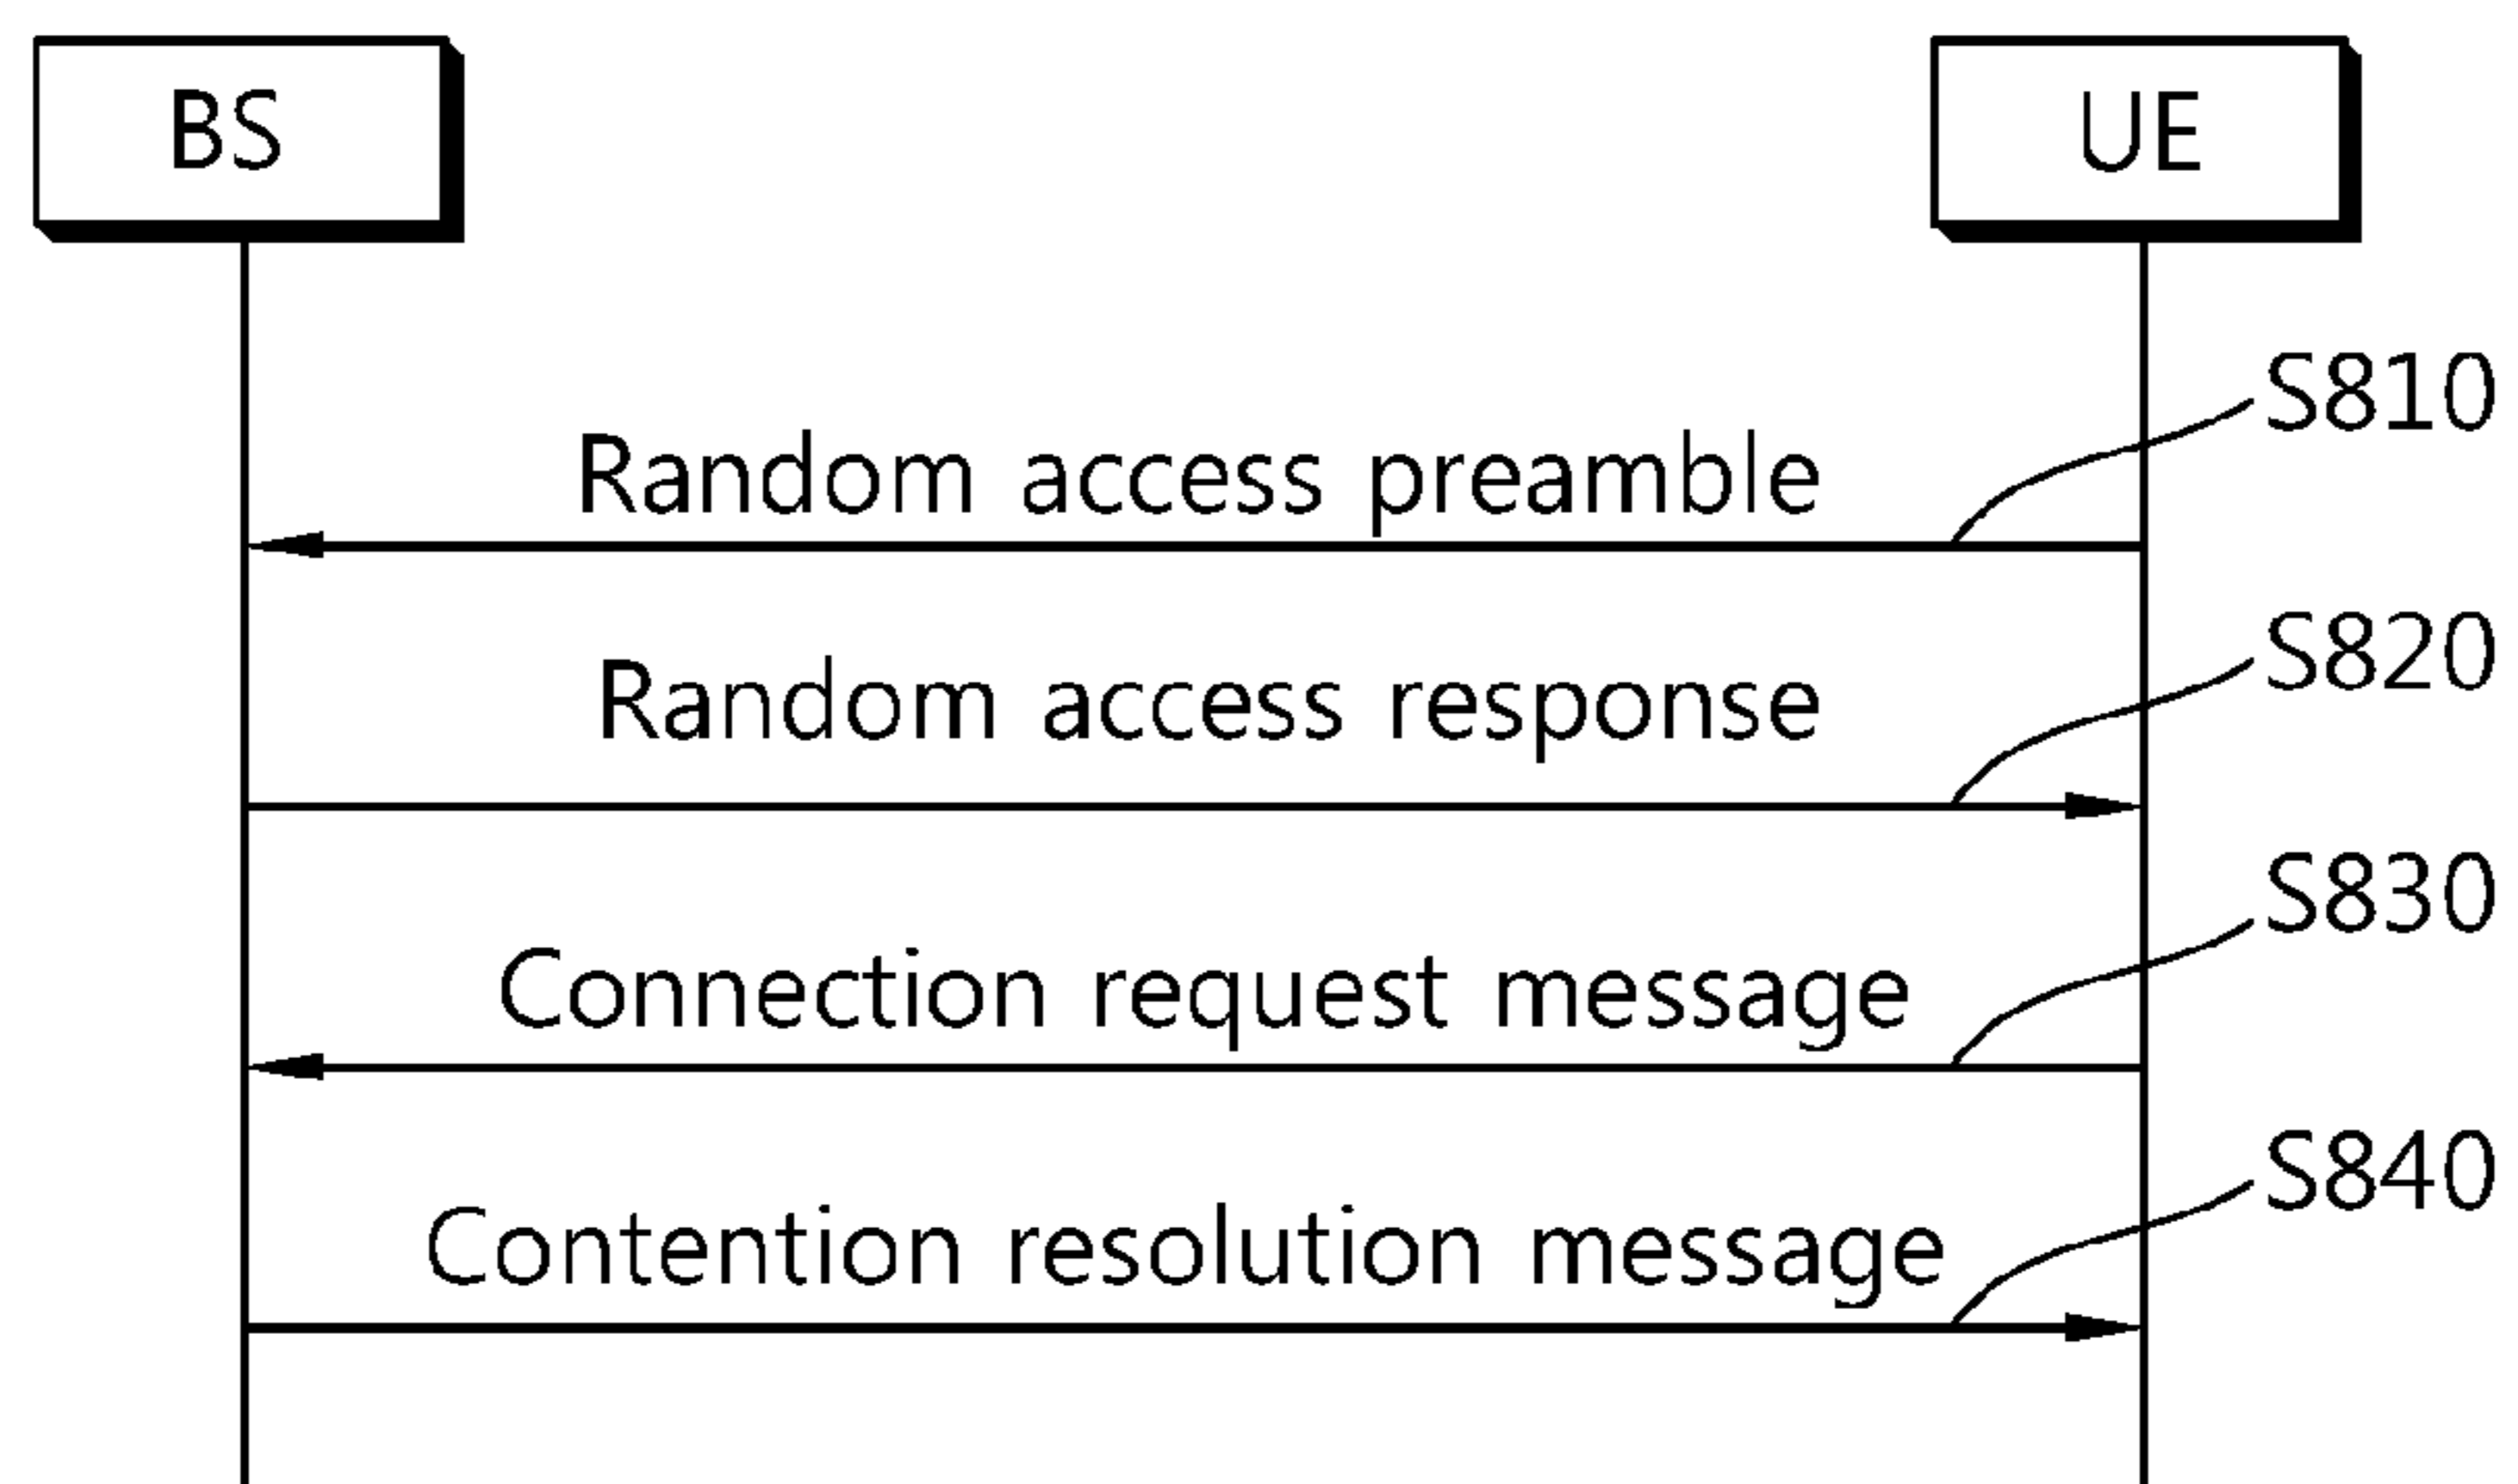 BS
UE
S810
Random access preamble
S820
Random access response
S830
Connection request message
S840
Contention resolution message